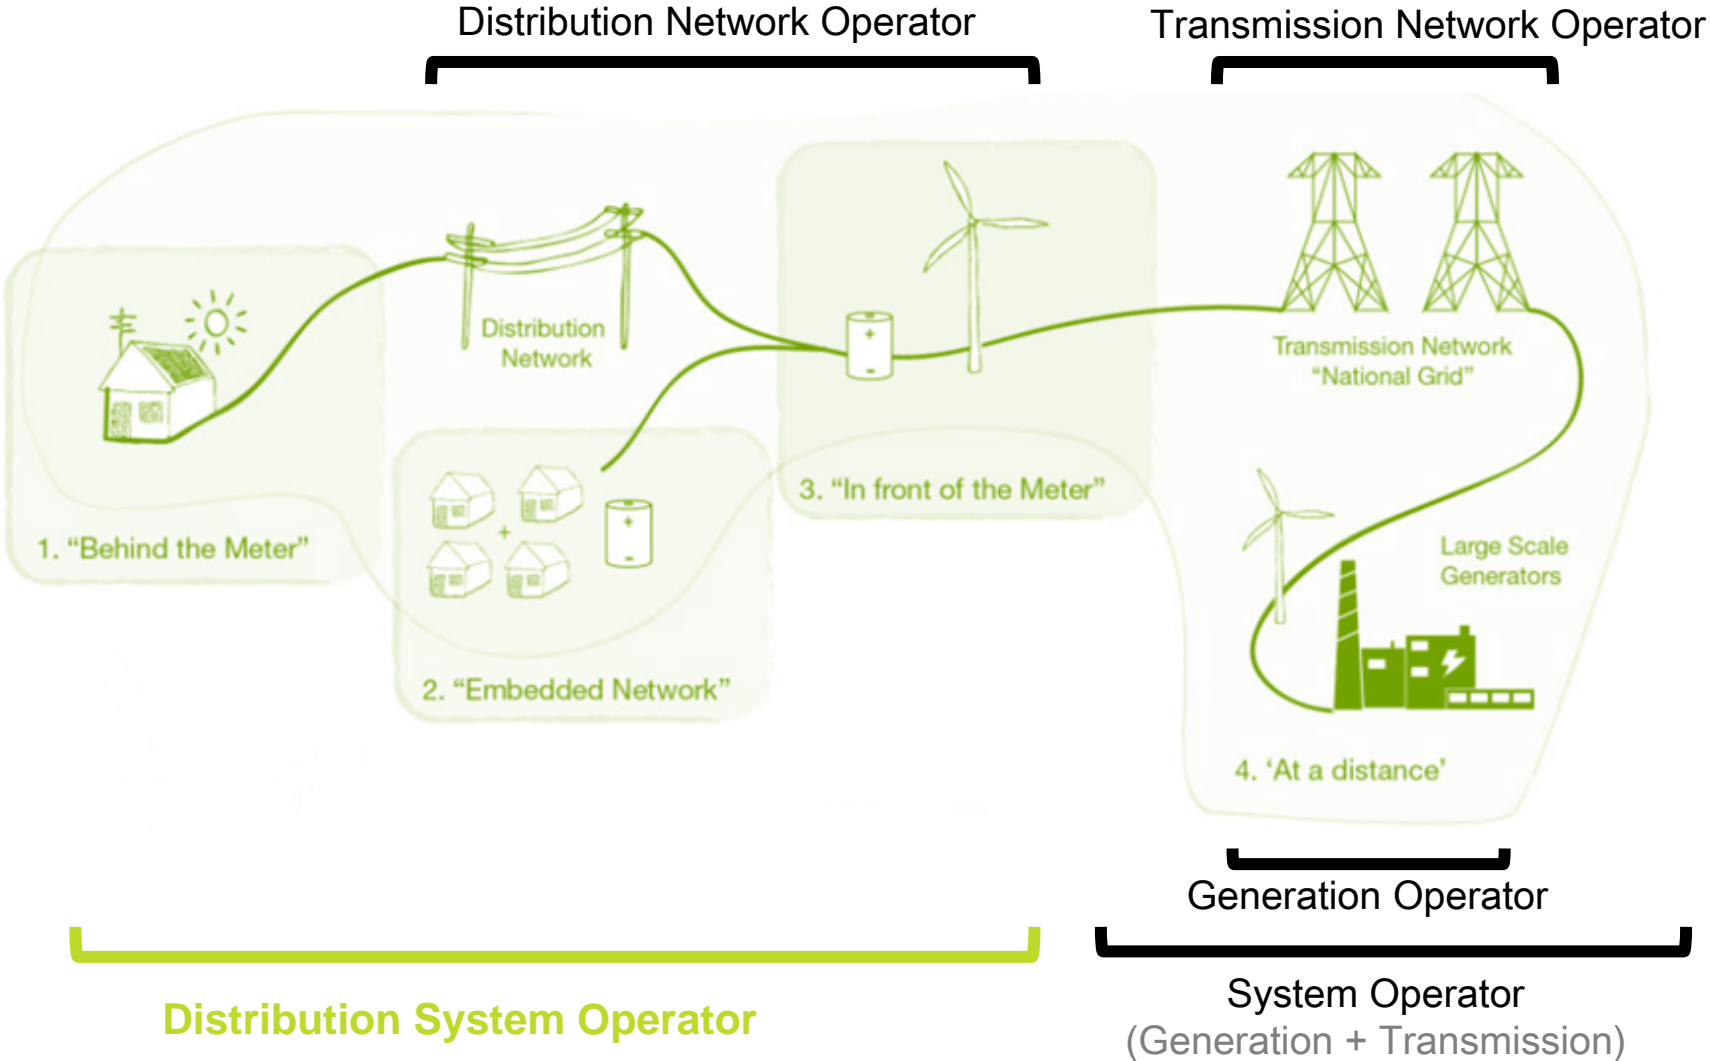 Distribution Network Operator
Transmission Network Operator
Distribution
Network
Transmission Network
“National Grid”
1. “Behind the Meter”
2. “Embedded Network”
3. “In front of the Meter”
Large Scale
Generators
4. ‘At a distance’
Generation Operator
Distribution System Operator
System Operator
(Generation + Transmission)